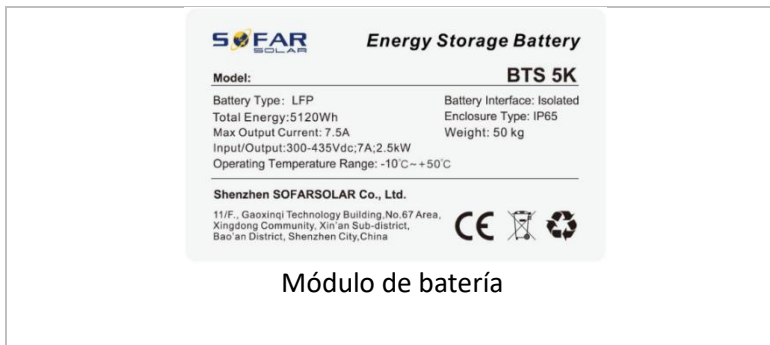 SOFAR
SOLAR
Energy Storage Battery
Model: BTS 5K
Battery Type: LFP
Battery Interface: Isolated
Total Energy:5120Wh
Enclosure Type: IP65
Max Output Current: 7.5A
Weight: 50 kg
Input/Output:300-435Vdc;7A;2.5kW
Operating Temperature Range: -10℃~+50℃
Shenzhen SOFARSOLAR Co., Ltd.
11/F., Gaoxinqi Technology Building,No.67 Area,
Xingdong Community, Xin'an Sub-district,
Bao'an District, Shenzhen City,China
CE
Módulo de batería